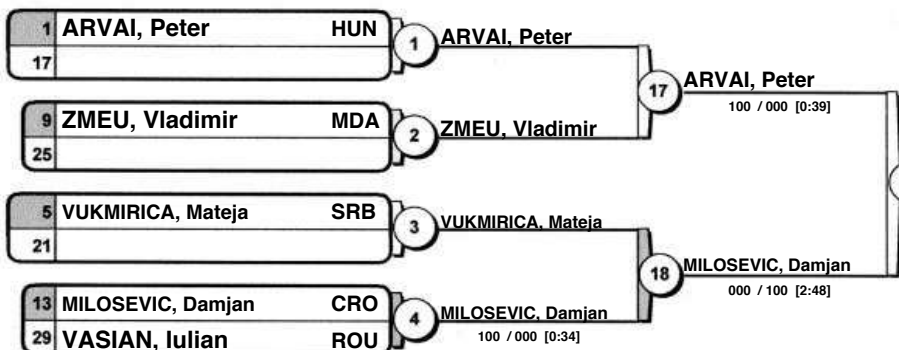 1 ARVAI, Peter HUN
17
1
ARVAI, Peter
17
ARVAI, Peter
100 / 000 [0:39]
9 ZMEU, Vladimir MDA
25
2
ZMEU, Vladimir
5 VUKMIRICA, Mateja SRB
21
3
VUKMIRICA, Mateja
18
MILOSEVIC, Damjan
000 / 100 [2:48]
13 MILOSEVIC, Damjan CRO
29 VASIAN, Iulian ROU
4
MILOSEVIC, Damjan
100 / 000 [0:34]